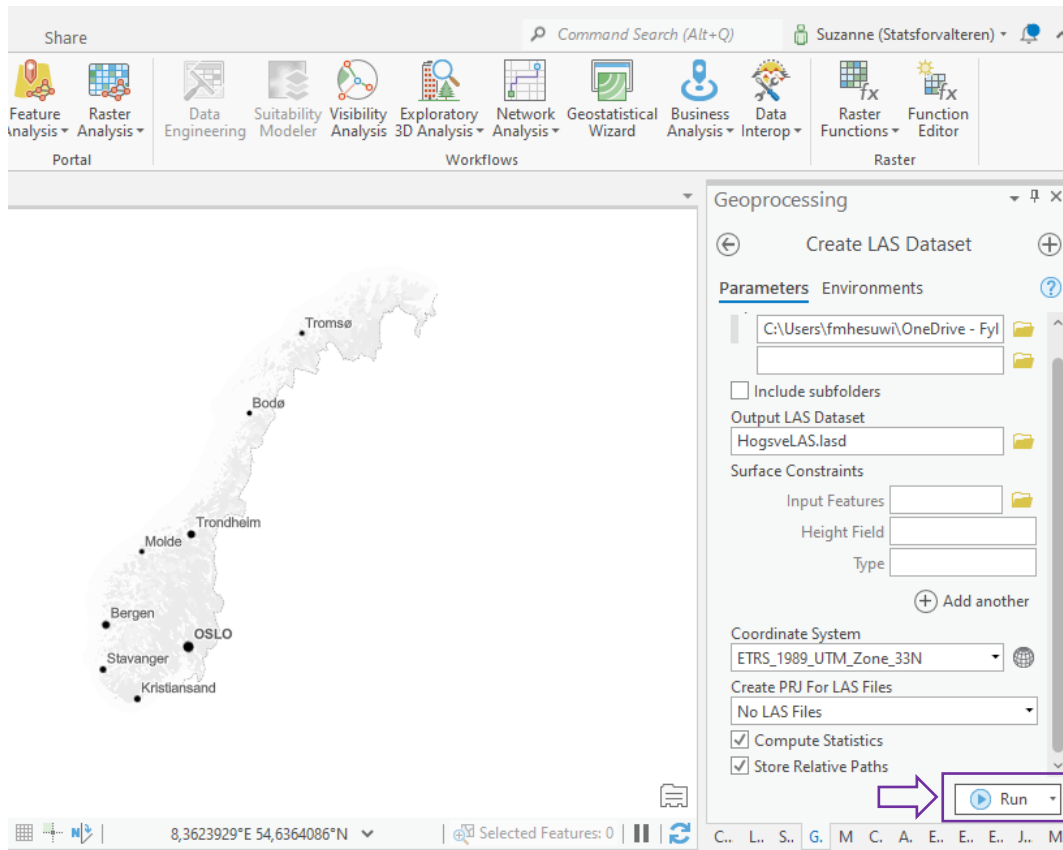 Share
Command Search (Alt+Q)
Suzanne (Statsforvalteren)
Feature Analysis
Raster Analysis
Data Engineering
Suitability Modeler
Visibility Analysis
Exploratory 3D Analysis
Network Analysis
Geostatistical Wizard
Business Analysis
Data Interop
Raster Functions
Function Editor
Portal
Workflows
Raster
Geoprocessing
Create LAS Dataset
Parameters Environments
C:\Users\fmhesuwi\OneDrive - Fyl
Include subfolders
Output LAS Dataset
HogsveLAS.lasd
Surface Constraints
Input Features
Height Field
Type
Add another
Coordinate System
ETRS_1989_UTM_Zone_33N
Create PRJ For LAS Files
No LAS Files
Compute Statistics
Store Relative Paths
Run
Tromsø
Bodø
Trondheim
Molde
Bergen
OSLO
Stavanger
Kristiansand
8,3623929°E 54,6364086°N
Selected Features: 0
C.. L.. S.. G. M C. A. E.. E.. E.. J... M